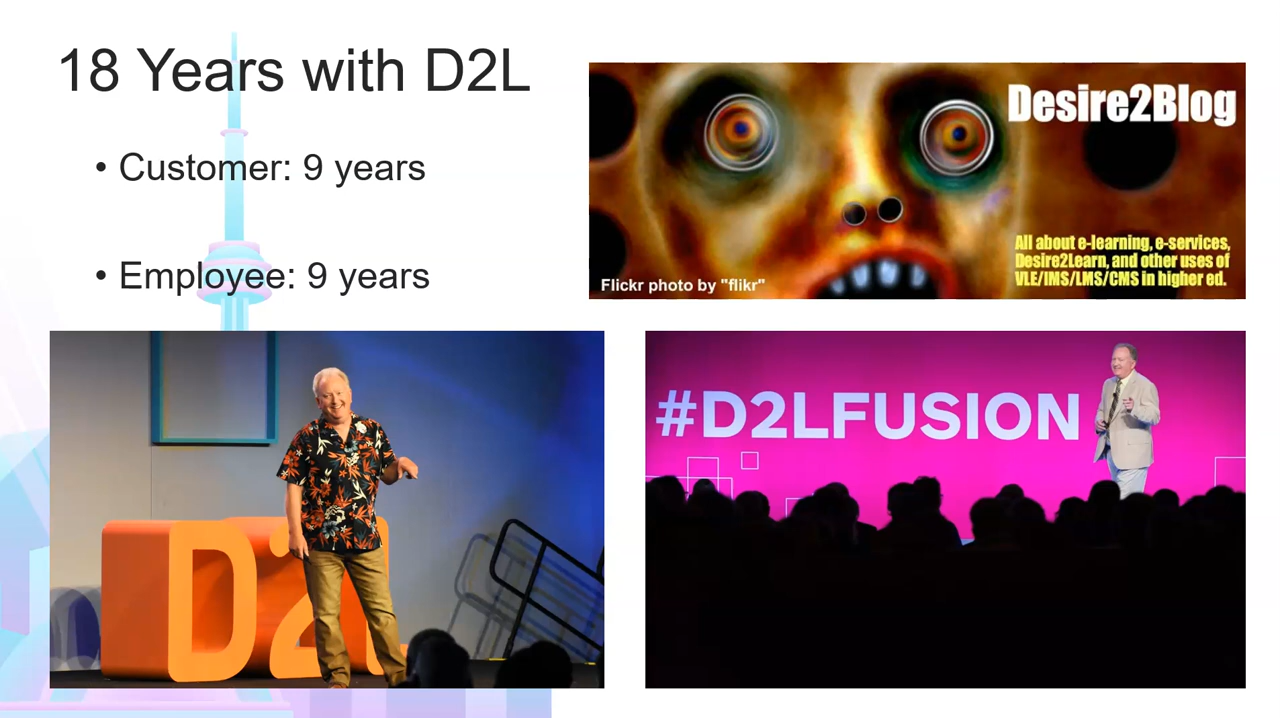 18 Years with D2L
• Customer: 9 years
• Employee: 9 years
Desire2Blog
All about e-learning, e-services,
Desire2Learn, and other uses of
VLE/IMS/LMS/CMS in higher ed.
Flickr photo by "flikr"
D2L
#D2LFUSION